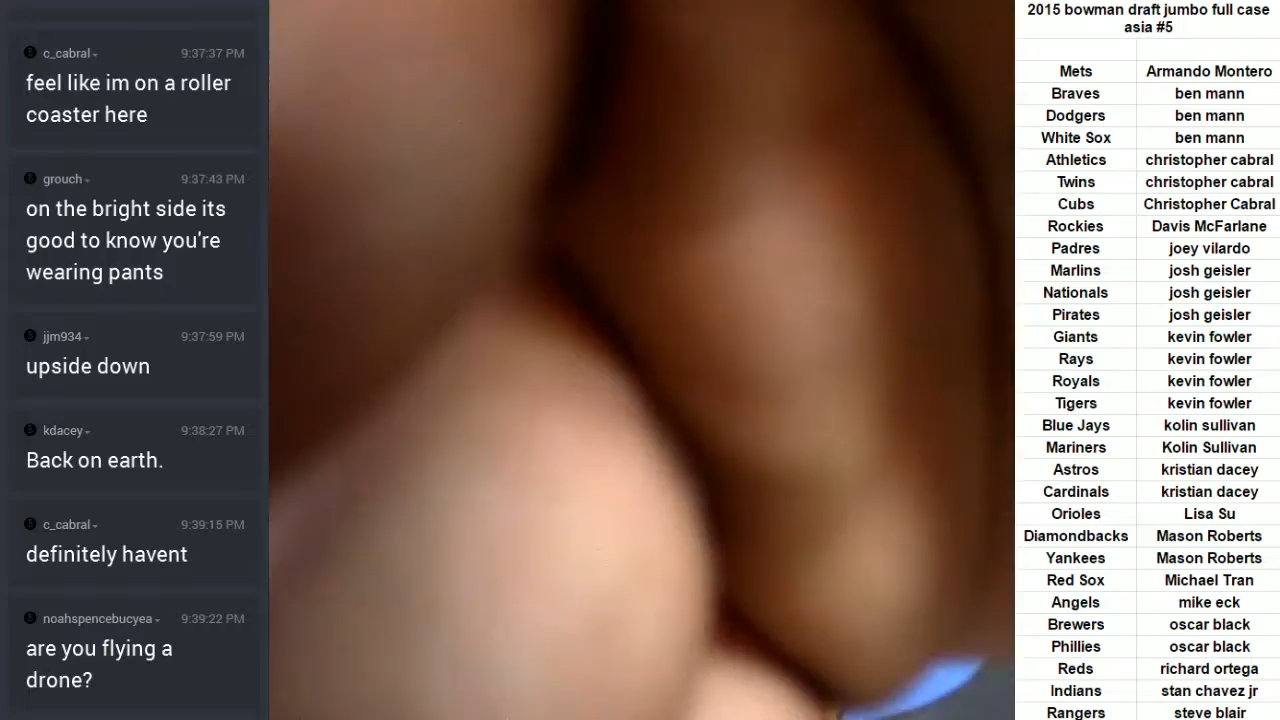 c_cabral 9:37:37 PM
feel like im on a roller
coaster here
grouch 9:37:43 PM
on the bright side its
good to know you're
wearing pants
jjm934 9:37:59 PM
upside down
kdacey 9:38:27 PM
Back on earth.
c_cabral 9:39:15 PM
definitely havent
noahspencebucyea 9:39:22 PM
are you flying a
drone?
2015 bowman draft jumbo full case
asia #5
Mets Armando Montero
Braves ben mann
Dodgers ben mann
White Sox ben mann
Athletics christopher cabral
Twins christopher cabral
Cubs Christopher Cabral
Rockies Davis McFarlane
Padres joey vilardo
Marlins josh geisler
Nationals josh geisler
Pirates josh geisler
Giants kevin fowler
Rays kevin fowler
Royals kevin fowler
Tigers kevin fowler
Blue Jays kolin sullivan
Mariners Kolin Sullivan
Astros kristian dacey
Cardinals kristian dacey
Orioles Lisa Su
Diamondbacks Mason Roberts
Yankees Mason Roberts
Red Sox Michael Tran
Angels mike eck
Brewers oscar black
Phillies oscar black
Reds richard ortega
Indians stan chavez jr
Rangers steve blair